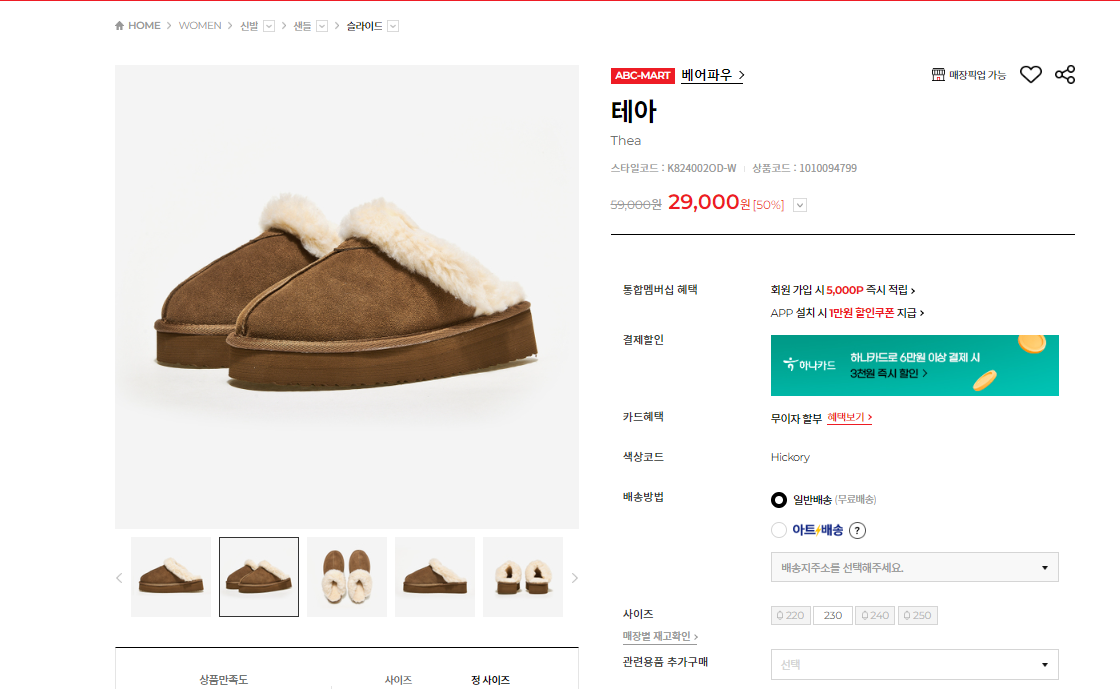 HOME > WOMEN > 신발 > 샌들 > 슬라이드
ABC-MART 베어파우 >
매장픽업 가능
테아
Thea
스타일코드 : K824002OD-W 상품코드 : 1010094799
59,000원 29,000원 [50%]
통합멤버십 혜택
회원 가입 시 5,000P 즉시 적립 >
APP 설치 시 1만원 할인쿠폰 지급 >
결제할인
하나카드
하나카드로 6만원 이상 결제 시
3천원 즉시 할인 >
카드혜택
무이자 할부 혜택보기 >
색상코드
Hickory
배송방법
일반배송 (무료배송)
아트배송 ?
배송지주소를 선택해주세요.
사이즈
220 230 240 250
매장별 재고확인 >
관련용품 추가구매
선택
상품만족도
사이즈
정 사이즈